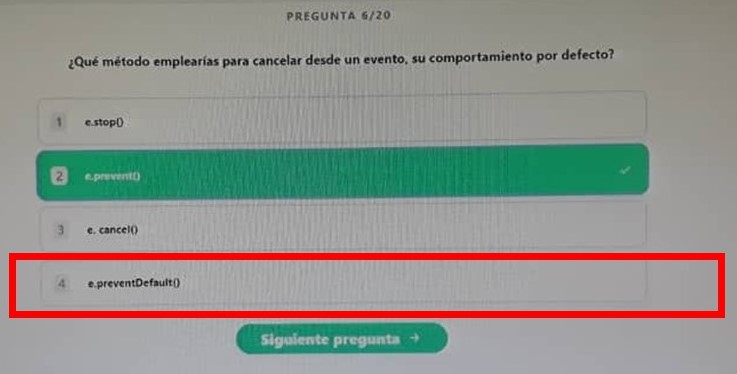 PREGUNTA 6/20
¿Qué método emplearías para cancelar desde un evento, su comportamiento por defecto?
1 e.stop()
2 e.prevent()
3 e. cancel()
4 e.preventDefault()
Siguiente pregunta →